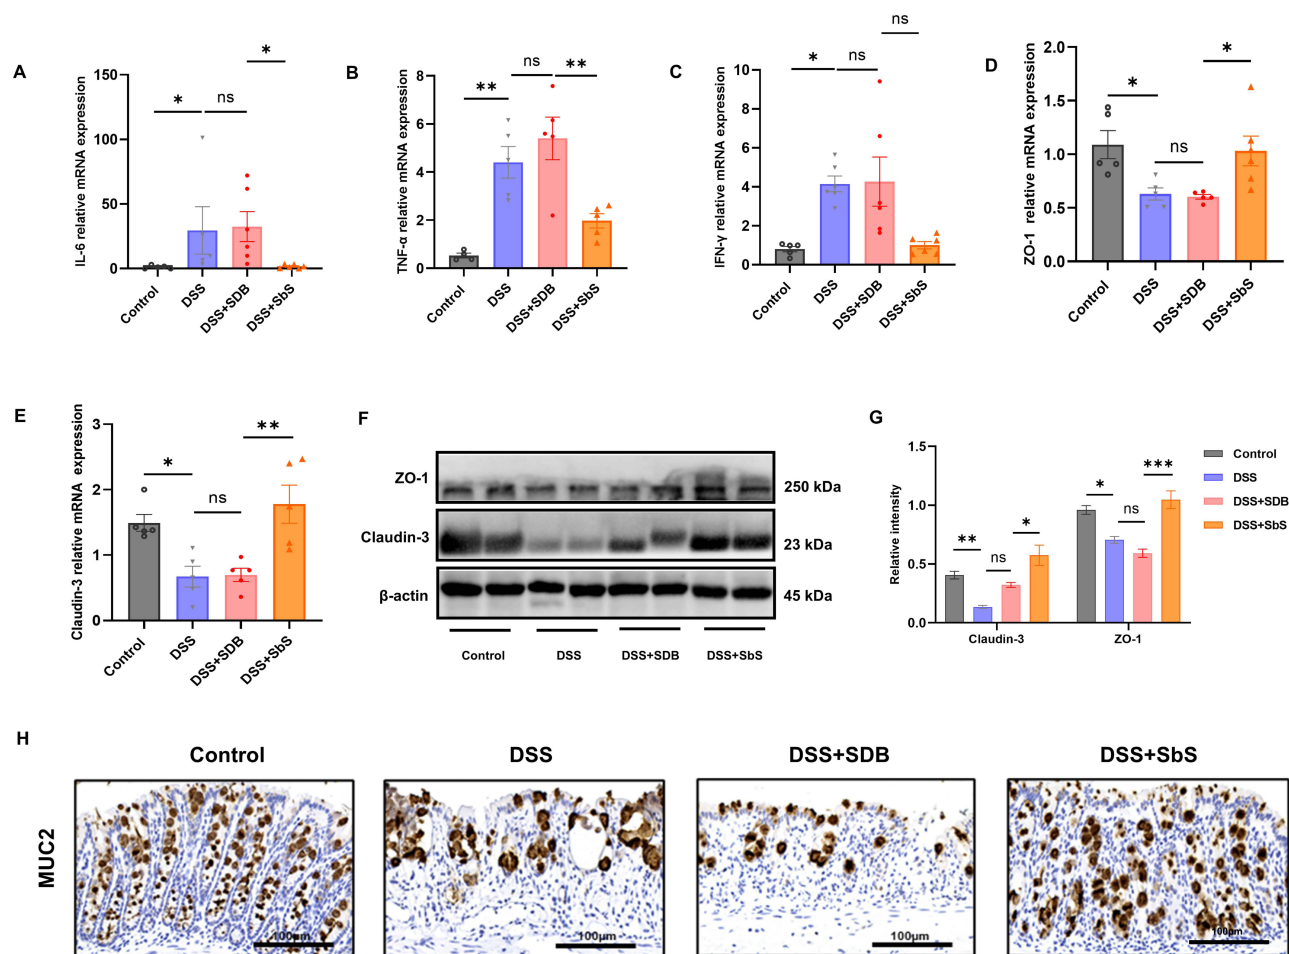 A
IL-6 relative mRNA expression
150
100
50
0
*
ns
*
Control
DSS
DSS+SDB
DSS+SbS
B
TNF-α relative mRNA expression
8
6
4
2
0
**
ns
**
Control
DSS
DSS+SDB
DSS+SbS
C
IFN-γ relative mRNA expression
10
8
6
4
2
0
*
ns
ns
Control
DSS
DSS+SDB
DSS+SbS
D
ZO-1 relative mRNA expression
2.0
1.5
1.0
0.5
0.0
*
ns
*
Control
DSS
DSS+SDB
DSS+SbS
E
Claudin-3 relative mRNA expression
3
2
1
0
*
ns
**
Control
DSS
DSS+SDB
DSS+SbS
F
ZO-1
250 kDa
Claudin-3
23 kDa
β-actin
45 kDa
Control
DSS
DSS+SDB
DSS+SbS
G
Relative intensity
1.5
1.0
0.5
0.0
**
ns
*
*
ns
***
Claudin-3
ZO-1
Control
DSS
DSS+SDB
DSS+SbS
H
Control
DSS
DSS+SDB
DSS+SbS
MUC2
100μm
100μm
100μm
100μm